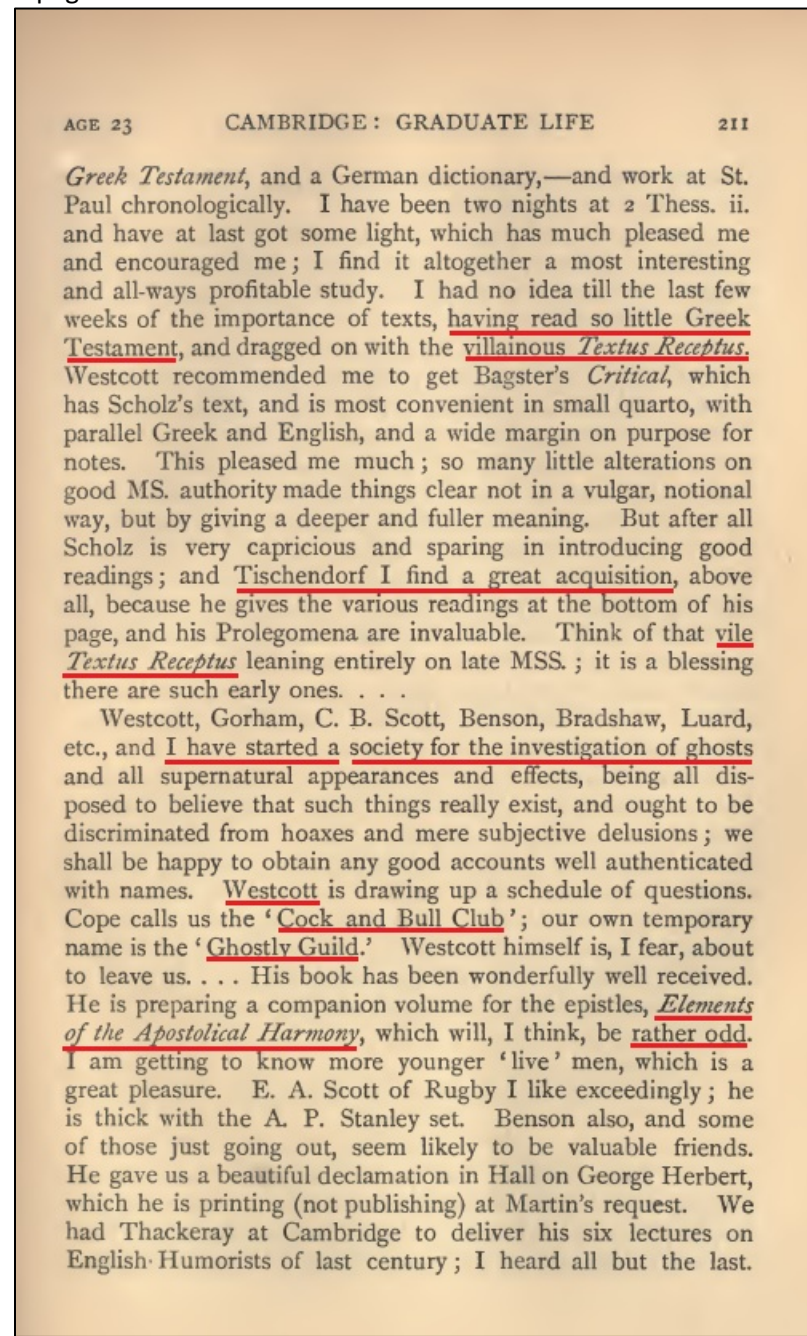 AGE 23 CAMBRIDGE: GRADUATE LIFE 211
Greek Testament, and a German dictionary,—and work at St.
Paul chronologically. I have been two nights at 2 Thess. ii.
and have at last got some light, which has much pleased me
and encouraged me; I find it altogether a most interesting
and all-ways profitable study. I had no idea till the last few
weeks of the importance of texts, having read so little Greek
Testament, and dragged on with the villainous Textus Receptus.
Westcott recommended me to get Bagster's Critical, which
has Scholz's text, and is most convenient in small quarto, with
parallel Greek and English, and a wide margin on purpose for
notes. This pleased me much; so many little alterations on
good MS. authority made things clear not in a vulgar, notional
way, but by giving a deeper and fuller meaning. But after all
Scholz is very capricious and sparing in introducing good
readings; and Tischendorf I find a great acquisition, above
all, because he gives the various readings at the bottom of his
page, and his Prolegomena are invaluable. Think of that vile
Textus Receptus leaning entirely on late MSS.; it is a blessing
there are such early ones. . . .
Westcott, Gorham, C. B. Scott, Benson, Bradshaw, Luard,
etc., and I have started a society for the investigation of ghosts
and all supernatural appearances and effects, being all dis-
posed to believe that such things really exist, and ought to be
discriminated from hoaxes and mere subjective delusions; we
shall be happy to obtain any good accounts well authenticated
with names. Westcott is drawing up a schedule of questions.
Cope calls us the 'Cock and Bull Club'; our own temporary
name is the 'Ghostly Guild.' Westcott himself is, I fear, about
to leave us. . . . His book has been wonderfully well received.
He is preparing a companion volume for the epistles, Elements
of the Apostolical Harmony, which will, I think, be rather odd.
I am getting to know more younger 'live' men, which is a
great pleasure. E. A. Scott of Rugby I like exceedingly; he
is thick with the A. P. Stanley set. Benson also, and some
of those just going out, seem likely to be valuable friends.
He gave us a beautiful declamation in Hall on George Herbert,
which he is printing (not publishing) at Martin's request. We
had Thackeray at Cambridge to deliver his six lectures on
English Humorists of last century; I heard all but the last.